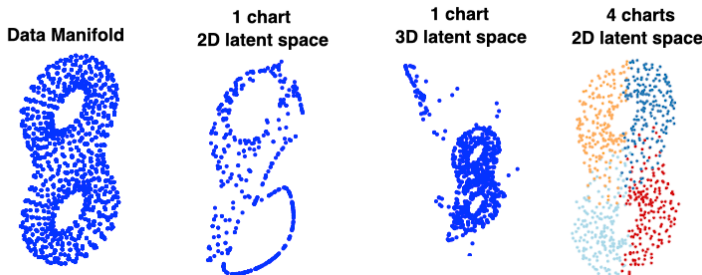 Data Manifold
1 chart
2D latent space
1 chart
3D latent space
4 charts
2D latent space